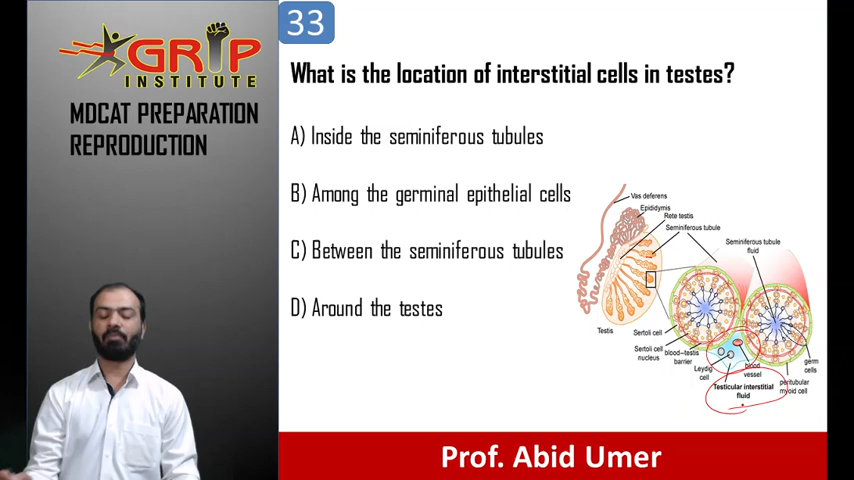 GRIP
INSTITUTE
MDCAT PREPARATION
REPRODUCTION
33
What is the location of interstitial cells in testes?
A) Inside the seminiferous tubules
B) Among the germinal epithelial cells
C) Between the seminiferous tubules
D) Around the testes
Vas deferens
Epididymis
Rete testis
Seminiferous tubule
Seminiferous tubule
fluid
Testis
Sertoli cell
Sertoli cell
nucleus
blood–testis
barrier
Leydig
cell
blood
vessel
germ
cells
peritubular
myoid cell
Testicular interstitial
fluid
Prof. Abid Umer